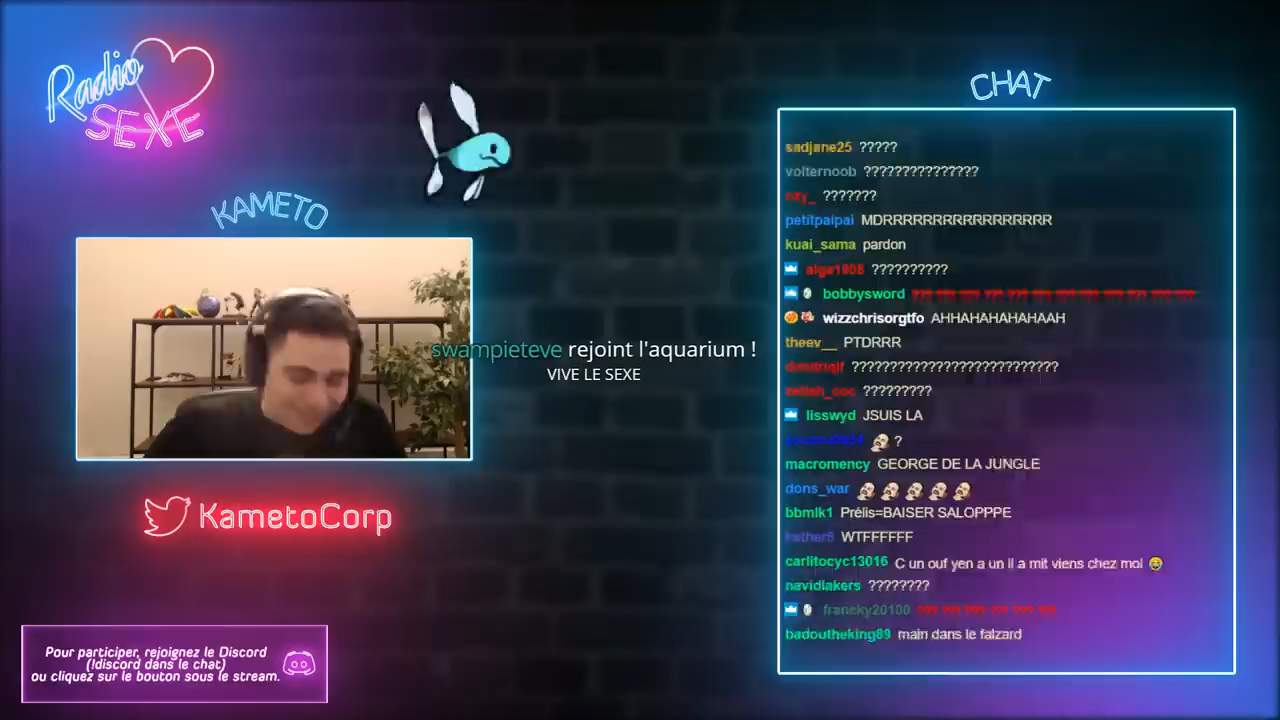 Radio
SEXE
KAMETO
swampieteve rejoint l'aquarium !
VIVE LE SEXE
KametoCorp
Pour participer, rejoignez le Discord
(!discord dans le chat)
ou cliquez sur le bouton sous le stream.
CHAT
sadjane25 ?????
volternoob ???????????????
nzy_ ???????
petitpaipai MDRRRRRRRRRRRRRRRRR
kuai_sama pardon
aiga1808 ??????????
bobbysword ??? ??? ??? ??? ??? ??? ??? ??? ??? ??? ??? ???
wizzchrisorgtfo AHHAHAHAHAHAAH
theev__ PTDRRR
??????????????????????????
?????????
lisswyd JSUIS LA
?
macromency GEORGE DE LA JUNGLE
dons_war
bbmlk1 Prélis=BAISER SALOPPPE
WTFFFFFF
carlitocyc13016 C un ouf yen a un il a mit viens chez moi
navidlakers ????????
francky20100 ??? ??? ??? ??? ??? ???
badoutheking89 main dans le falzard